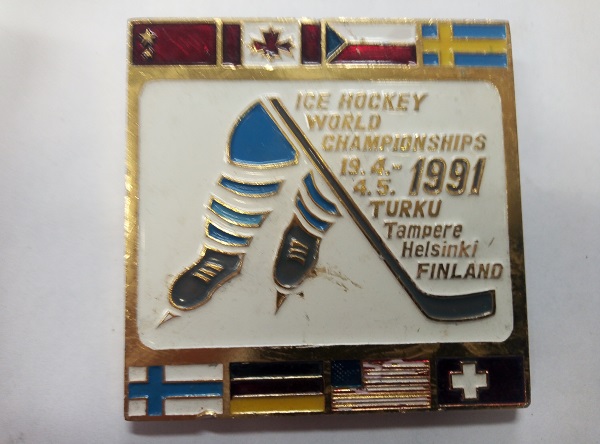 ICE HOCKEY
WORLD
CHAMPIONSHIPS
19.4.-
4.5. 1991
TURKU
Tampere
Helsinki
FINLAND